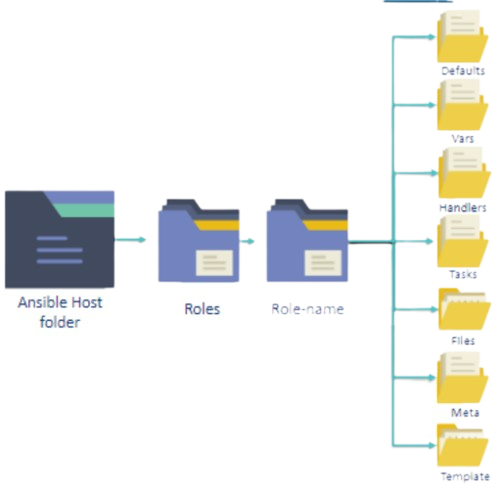 Defaults
Vars
Handlers
Tasks
Files
Meta
Template
Ansible Host
folder
Roles
Role-name